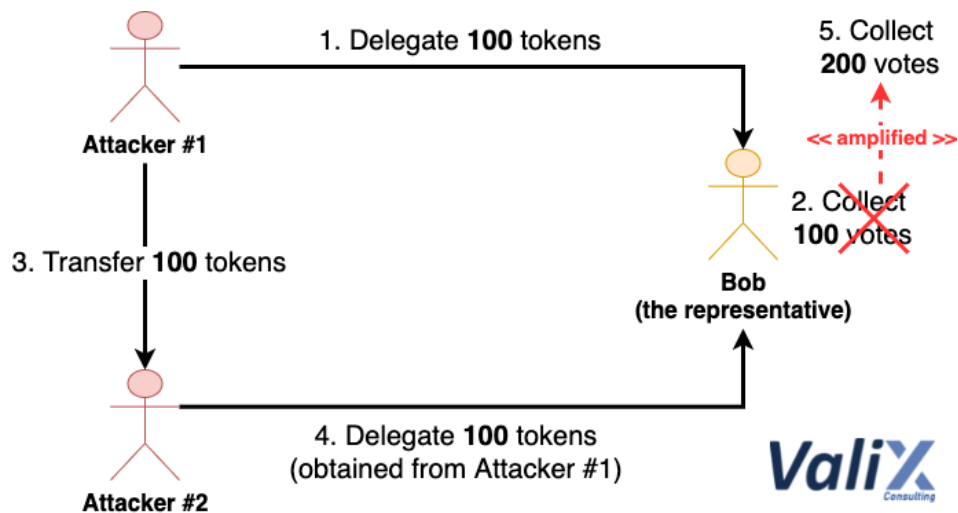 1. Delegate 100 tokens
5. Collect
200 votes
Attacker #1
<< amplified >>
2. Collect
100 votes
3. Transfer 100 tokens
Bob
(the representative)
4. Delegate 100 tokens
(obtained from Attacker #1)
Attacker #2
ValiX
Consulting